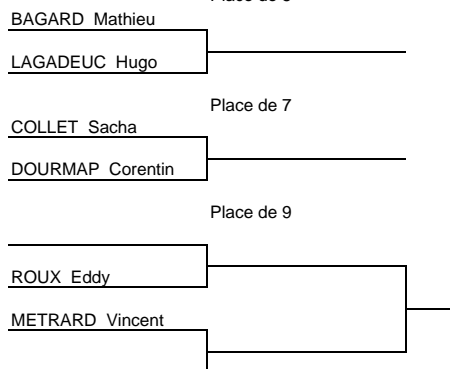 BAGARD Mathieu
LAGADEUC Hugo
Place de 7
COLLET Sacha
DOURMAP Corentin
Place de 9
ROUX Eddy
METRARD Vincent